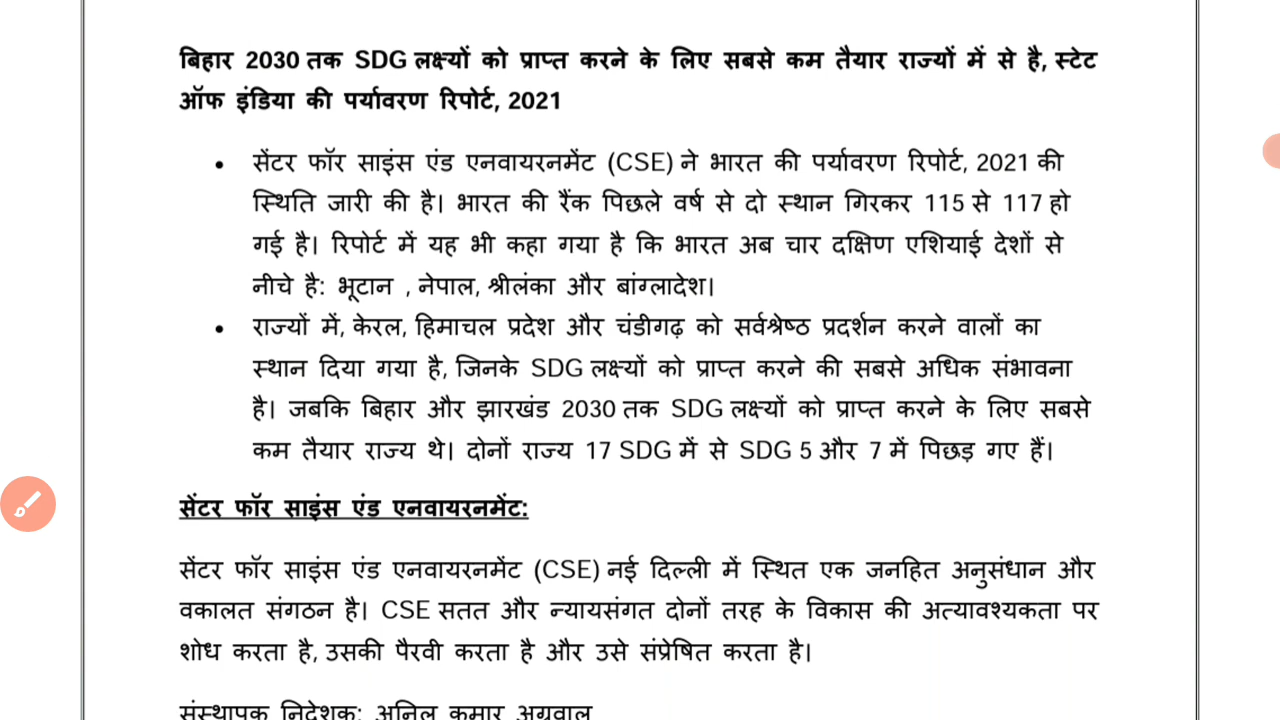 बिहार 2030 तक SDG लक्ष्यों को प्राप्त करने के लिए सबसे कम तैयार राज्यों में से है, स्टेट
ऑफ इंडिया की पर्यावरण रिपोर्ट, 2021
• सेंटर फॉर साइंस एंड एनवायरनमेंट (CSE) ने भारत की पर्यावरण रिपोर्ट, 2021 की
स्थिति जारी की है। भारत की रैंक पिछले वर्ष से दो स्थान गिरकर 115 से 117 हो
गई है। रिपोर्ट में यह भी कहा गया है कि भारत अब चार दक्षिण एशियाई देशों से
नीचे है: भूटान , नेपाल, श्रीलंका और बांग्लादेश।
• राज्यों में, केरल, हिमाचल प्रदेश और चंडीगढ़ को सर्वश्रेष्ठ प्रदर्शन करने वालों का
स्थान दिया गया है, जिनके SDG लक्ष्यों को प्राप्त करने की सबसे अधिक संभावना
है। जबकि बिहार और झारखंड 2030 तक SDG लक्ष्यों को प्राप्त करने के लिए सबसे
कम तैयार राज्य थे। दोनों राज्य 17 SDG में से SDG 5 और 7 में पिछड़ गए हैं।
सेंटर फॉर साइंस एंड एनवायरनमेंट:
सेंटर फॉर साइंस एंड एनवायरनमेंट (CSE) नई दिल्ली में स्थित एक जनहित अनुसंधान और
वकालत संगठन है। CSE सतत और न्यायसंगत दोनों तरह के विकास की अत्यावश्यकता पर
शोध करता है, उसकी पैरवी करता है और उसे संप्रेषित करता है।
संस्थापक निदेशक: अनिल कुमार अग्रवाल